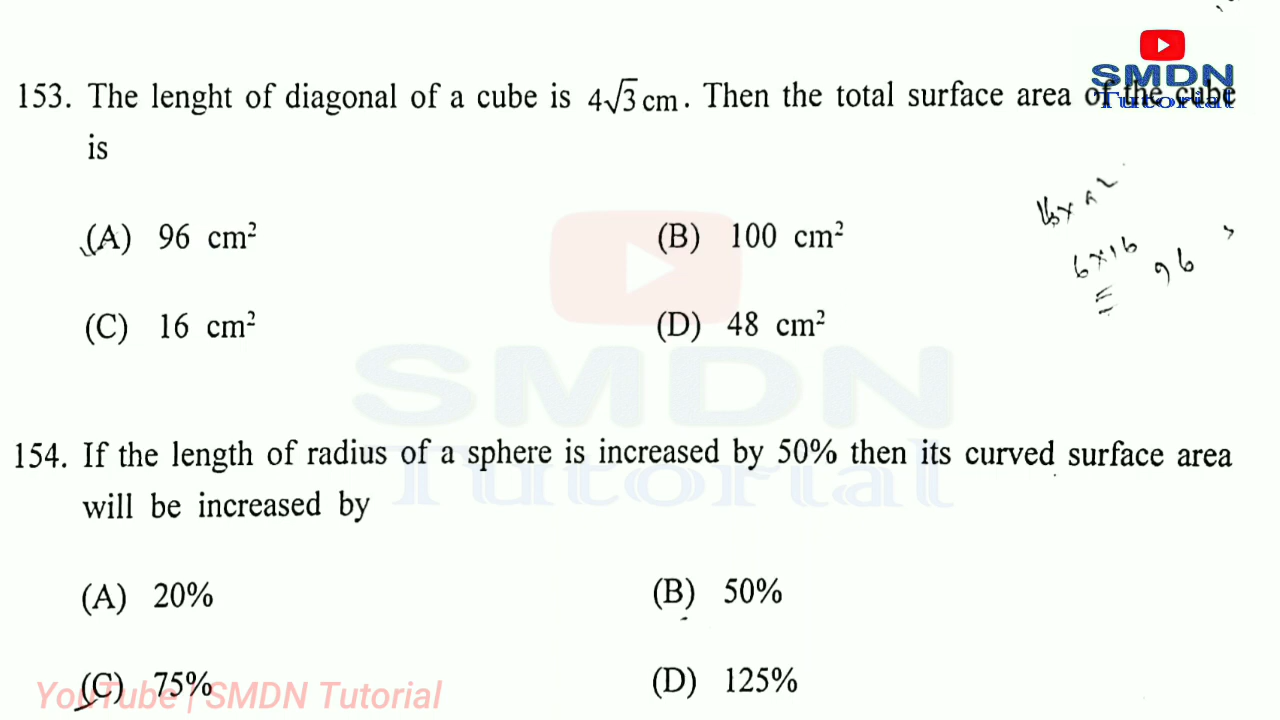 SMDN
Tutorial
153. The lenght of diagonal of a cube is 4√3 cm. Then the total surface area of the cube
is
(A) 96 cm² (B) 100 cm²
6 × a²
6×16
= 96
(C) 16 cm² (D) 48 cm²
SMDN
Tutorial
154. If the length of radius of a sphere is increased by 50% then its curved surface area
will be increased by
(A) 20% (B) 50%
(C) 75% (D) 125%
YouTube | SMDN Tutorial